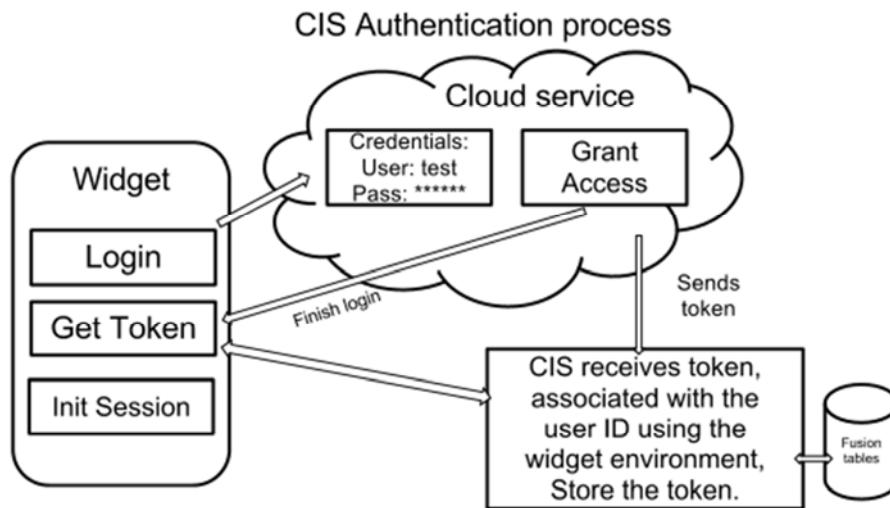 CIS Authentication process
Cloud service
Credentials:
User: test
Pass: ******
Grant
Access
Widget
Login
Get Token
Init Session
Finish login
Sends
token
CIS receives token,
associated with the
user ID using the
widget environment,
Store the token.
Fusion
tables